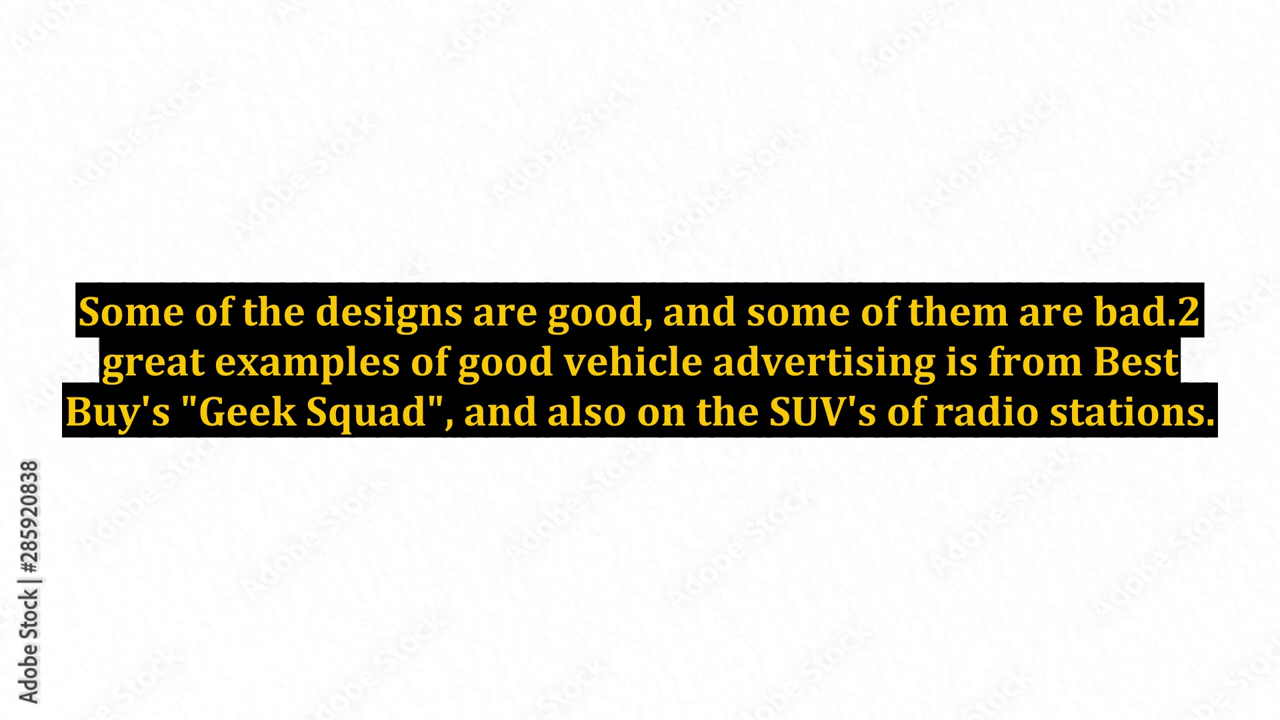 Some of the designs are good, and some of them are bad.2
great examples of good vehicle advertising is from Best
Buy's "Geek Squad", and also on the SUV's of radio stations.
Adobe Stock | #285920838